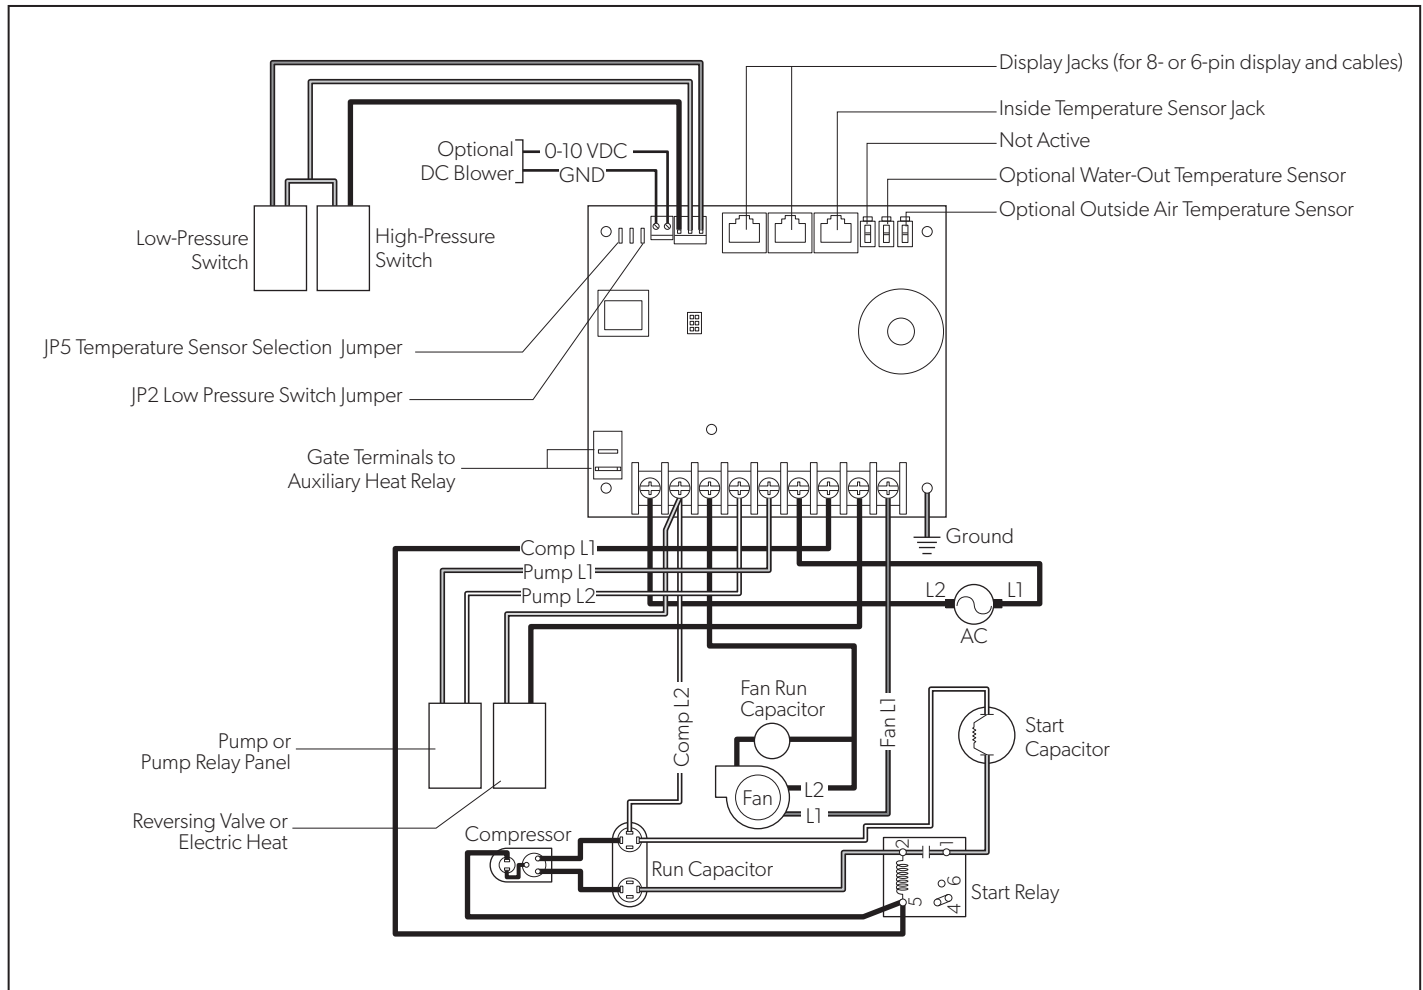 Display Jacks (for 8- or 6-pin display and cables)
Inside Temperature Sensor Jack
Not Active
Optional Water-Out Temperature Sensor
Optional Outside Air Temperature Sensor
Optional
DC Blower
0-10 VDC
GND
Low-Pressure
Switch
High-Pressure
Switch
JP5 Temperature Sensor Selection Jumper
JP2 Low Pressure Switch Jumper
Gate Terminals to
Auxiliary Heat Relay
Ground
Comp L1
Pump L1
Pump L2
L2
L1
AC
Comp L2
Fan Run
Capacitor
Fan L1
Start
Capacitor
Pump or
Pump Relay Panel
Fan
L2
L1
Reversing Valve or
Electric Heat
Compressor
Run Capacitor
2
1
5
6
4
Start Relay